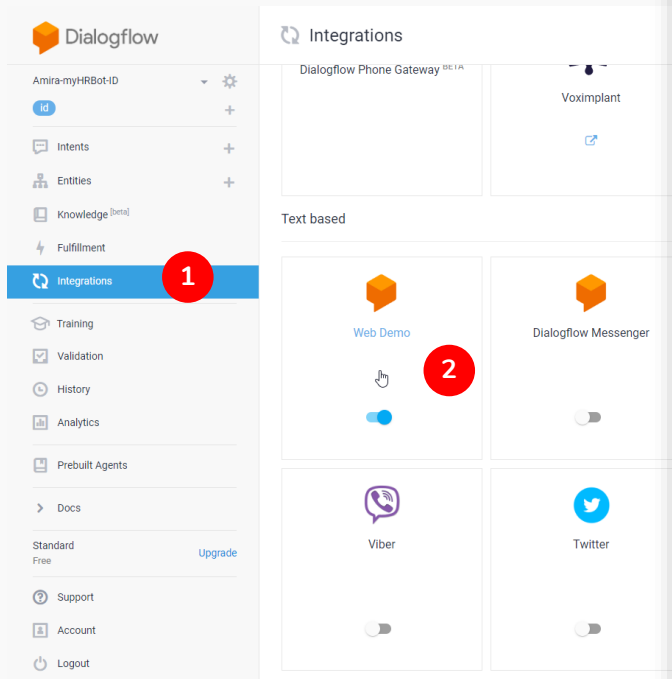 Dialogflow
Amira-myHRBot-ID
id
Intents
Entities
Knowledge [beta]
Fulfillment
Integrations
1
Training
Validation
History
Analytics
Prebuilt Agents
Docs
Standard
Free
Upgrade
Support
Account
Logout
Integrations
Dialogflow Phone Gateway BETA
Voximplant
Text based
Web Demo
2
Dialogflow Messenger
Viber
Twitter